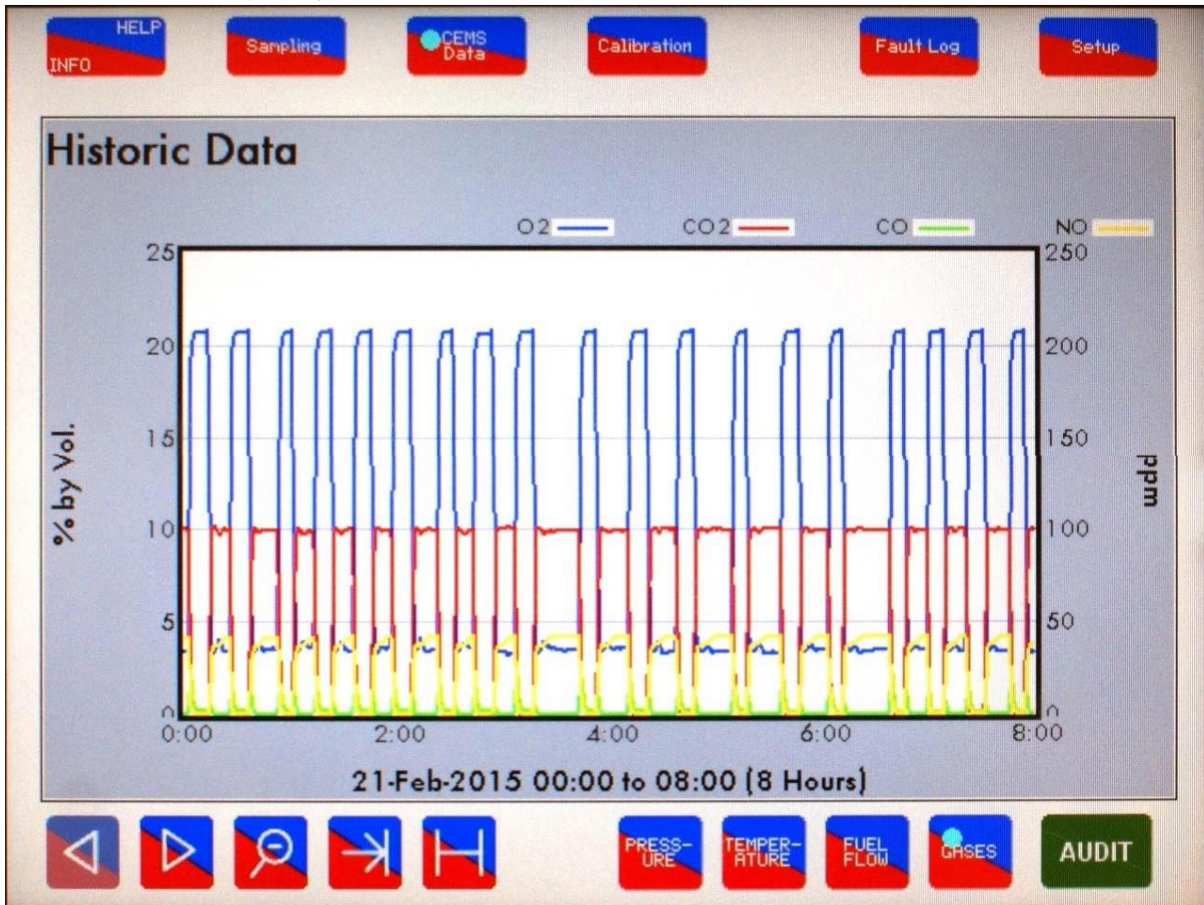 HELP
INFO
Sampling
CEMS
Data
Calibration
Fault Log
Setup
Historic Data
O2
CO2
CO
NO
25
250
20
200
15
150
10
100
5
50
0
0
% by Vol.
ppm
0:00
2:00
4:00
6:00
8:00
21-Feb-2015 00:00 to 08:00 (8 Hours)
PRESS-
URE
TEMPER-
ATURE
FUEL
FLOW
GASES
AUDIT